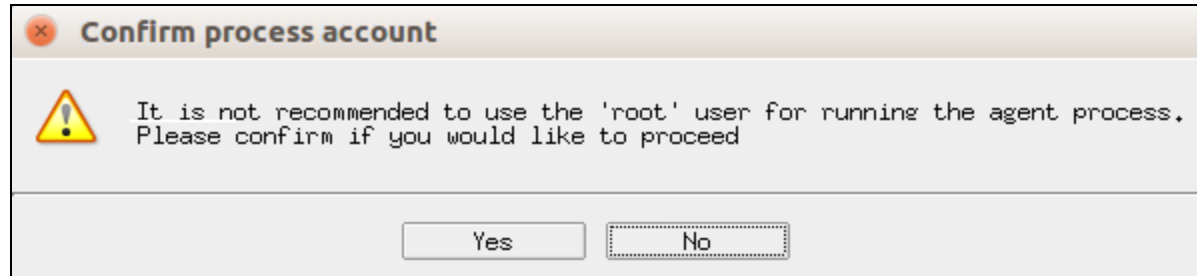 Confirm process account
It is not recommended to use the 'root' user for running the agent process.
Please confirm if you would like to proceed
Yes
No